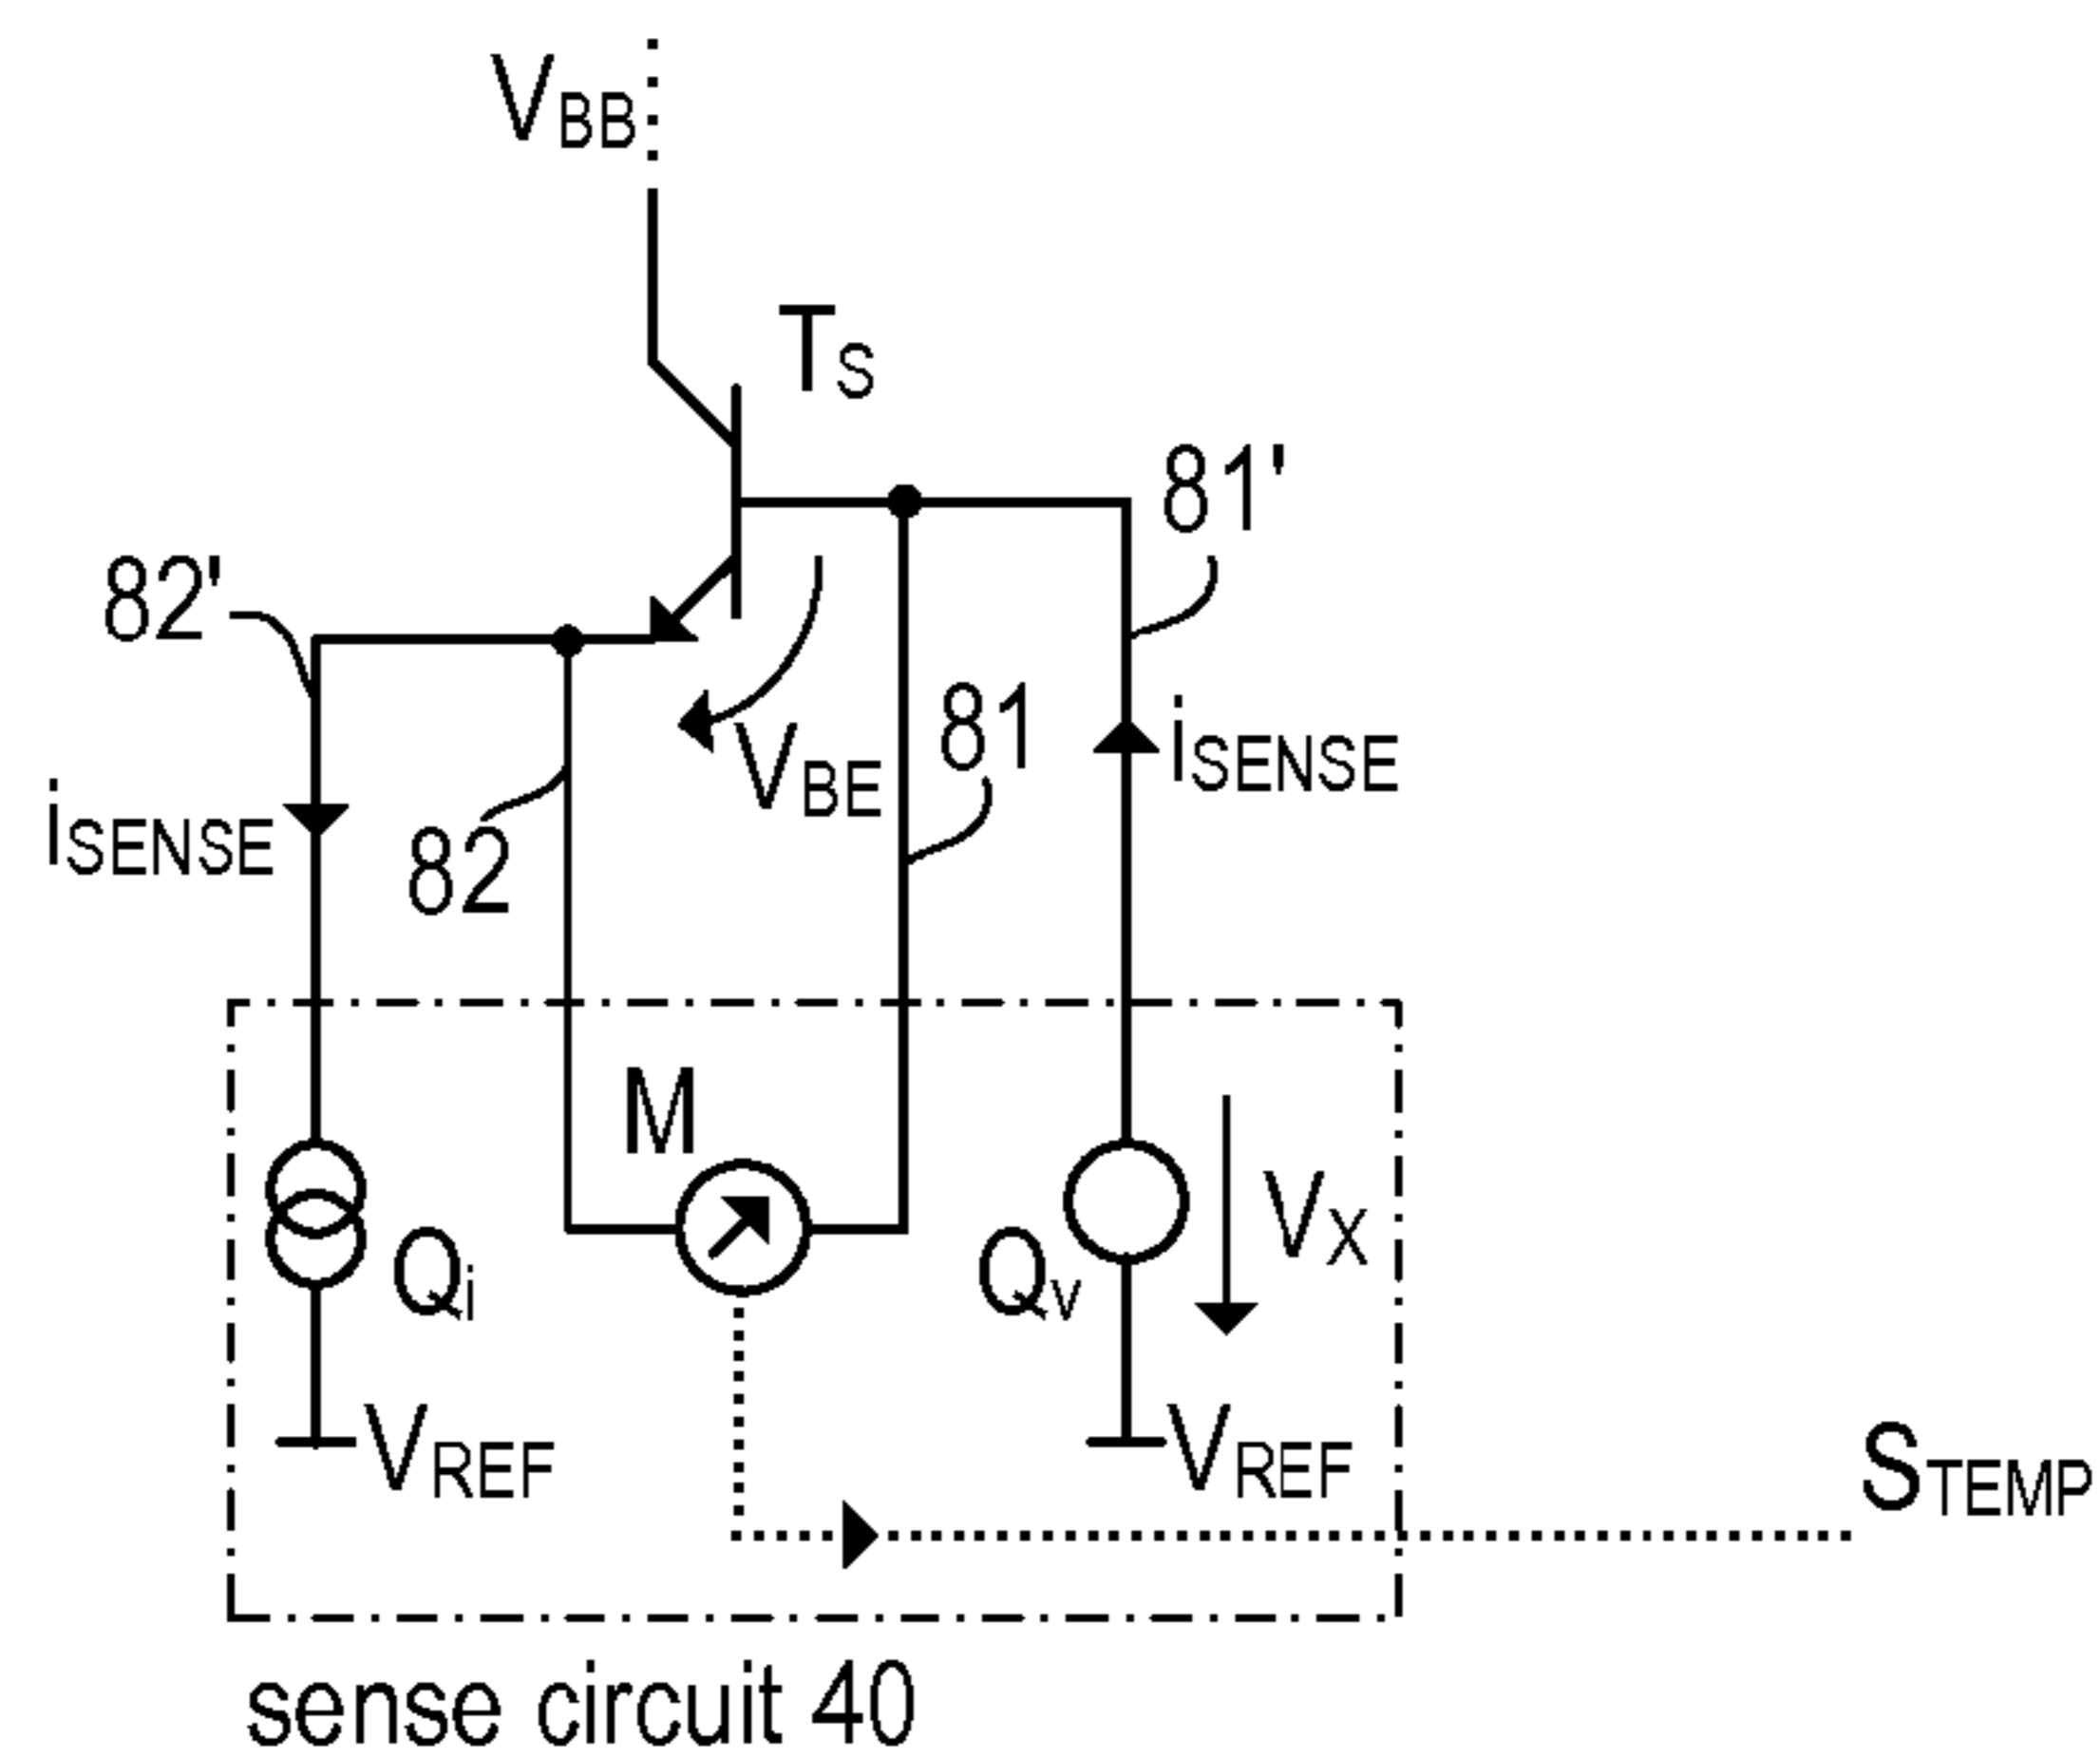 VBB
TS
81'
82'
81
iSENSE
VBE
iSENSE
82
M
VX
Qi
Qv
VREF
VREF
STEMP
sense circuit 40